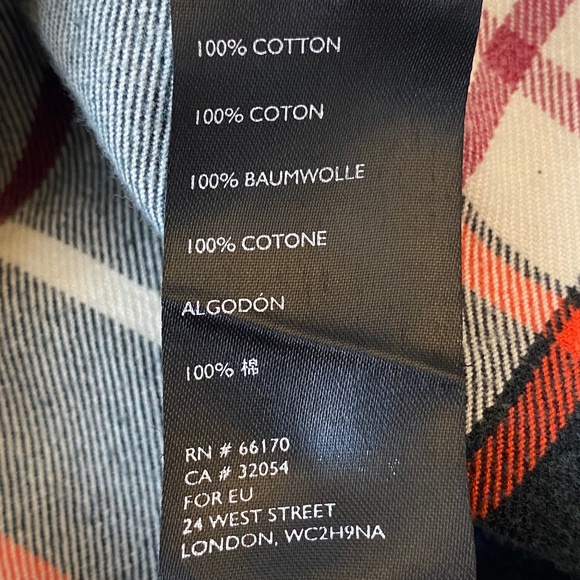 100% COTTON
100% COTON
100% BAUMWOLLE
100% COTONE
ALGODÓN
100% 棉
RN # 66170
CA # 32054
FOR EU
24 WEST STREET
LONDON, WC2H9NA